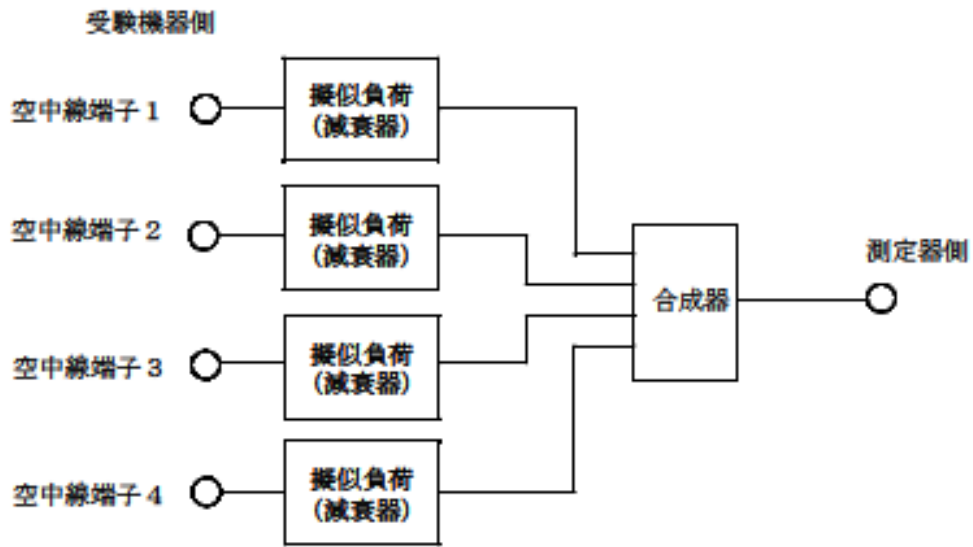 受験機器側
空中線端子1
擬似負荷
(減衰器)
空中線端子2
擬似負荷
(減衰器)
合成器
測定器側
空中線端子3
擬似負荷
(減衰器)
空中線端子4
擬似負荷
(減衰器)